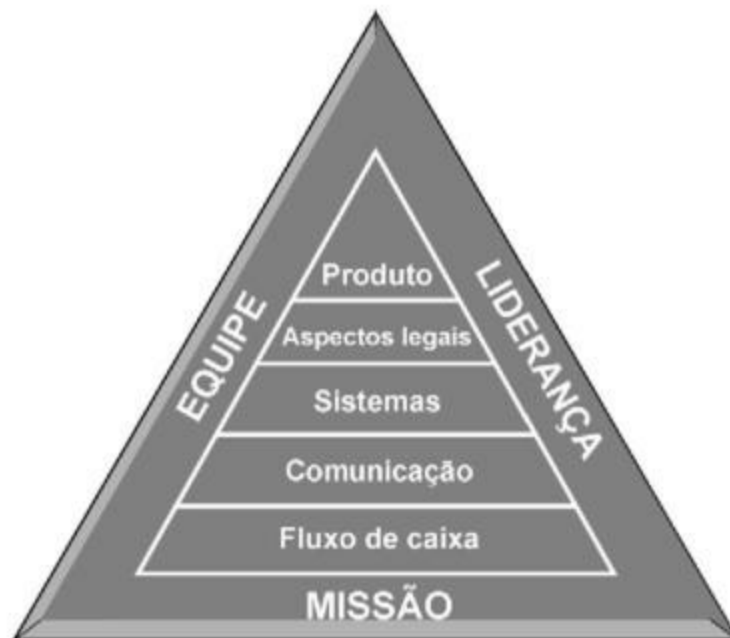 Produto
Aspectos legais
Sistemas
Comunicação
Fluxo de caixa
EQUIPE
LIDERANÇA
MISSÃO